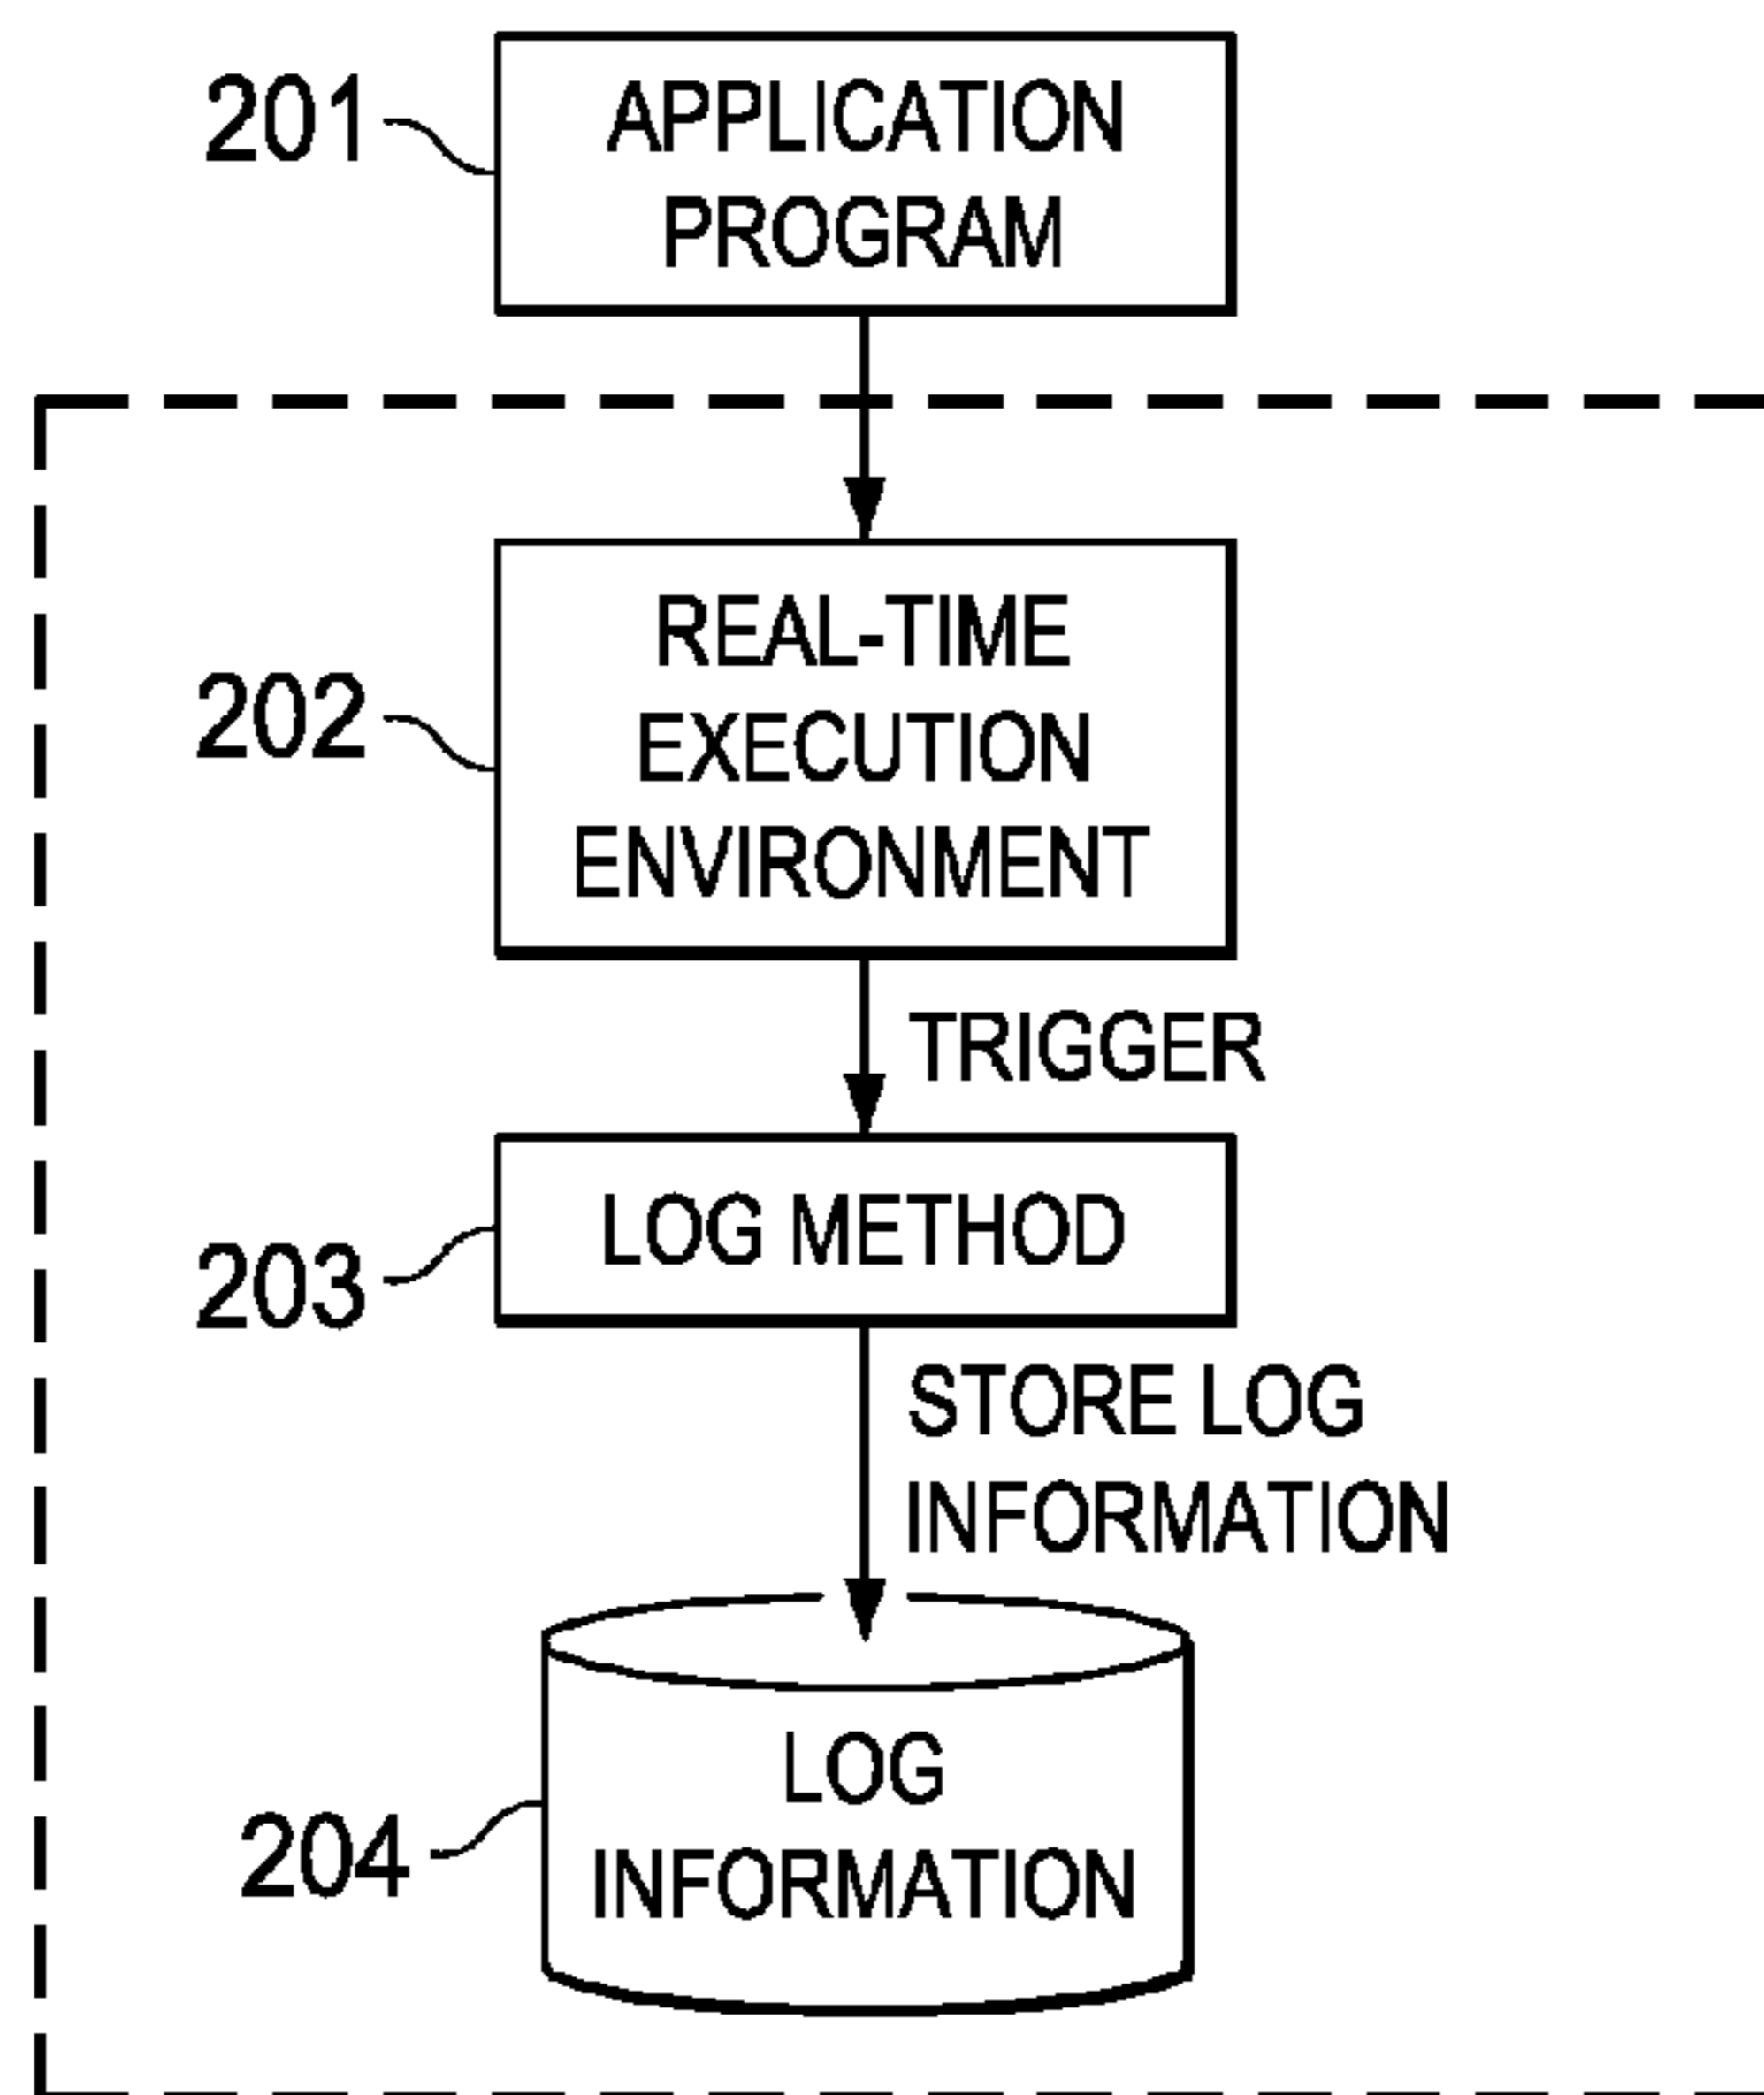 201
APPLICATION
PROGRAM
202
REAL-TIME
EXECUTION
ENVIRONMENT
TRIGGER
203
LOG METHOD
STORE LOG
INFORMATION
204
LOG
INFORMATION